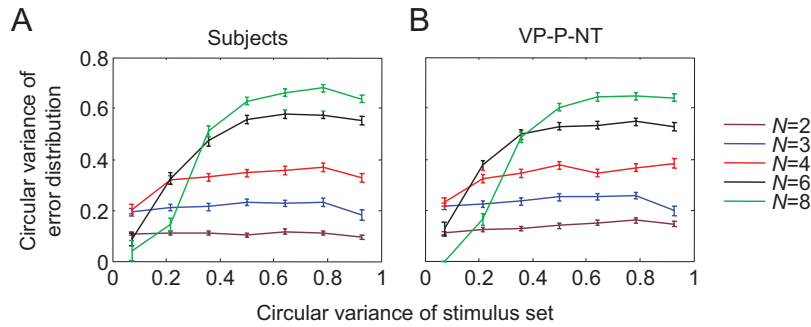 A
B
Subjects
VP-P-NT
Circular variance of
error distribution
0.8
0.6
0.4
0.2
0
0 0.2 0.4 0.6 0.8 1
0 0.2 0.4 0.6 0.8 1
Circular variance of stimulus set
N=2
N=3
N=4
N=6
N=8